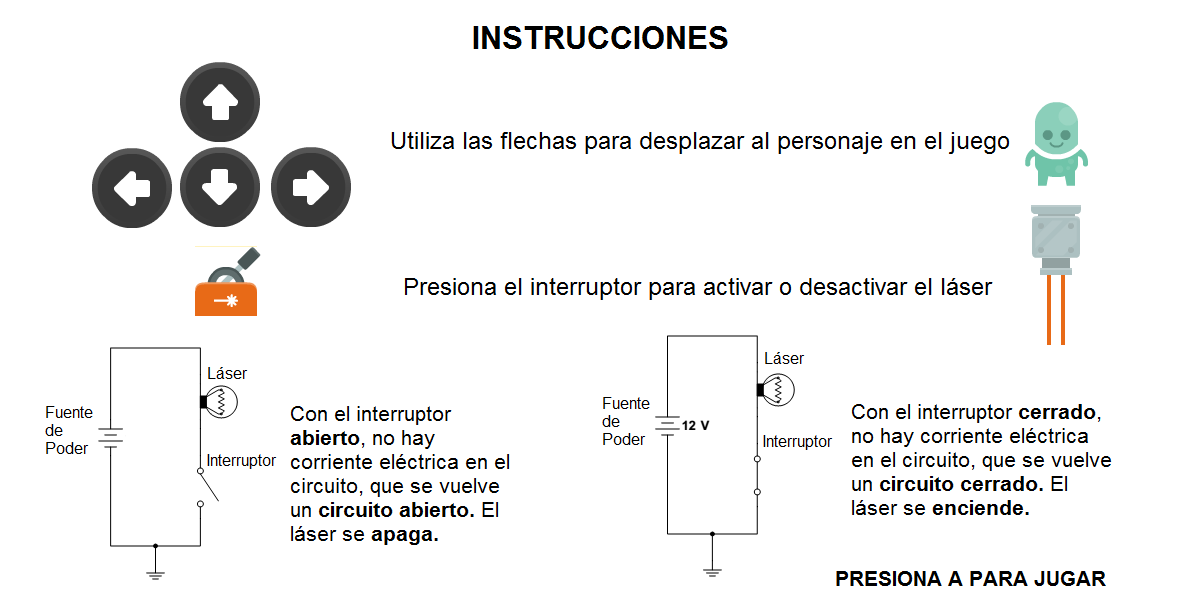 INSTRUCCIONES
Utiliza las flechas para desplazar al personaje en el juego
Presiona el interruptor para activar o desactivar el láser
Láser
Fuente
de
Poder
Interruptor
Con el interruptor
abierto, no hay
corriente eléctrica en el
circuito, que se vuelve
un circuito abierto. El
láser se apaga.
Láser
Fuente
de
Poder
12 V
Interruptor
Con el interruptor cerrado,
no hay corriente eléctrica
en el circuito, que se vuelve
un circuito cerrado. El
láser se enciende.
PRESIONA A PARA JUGAR